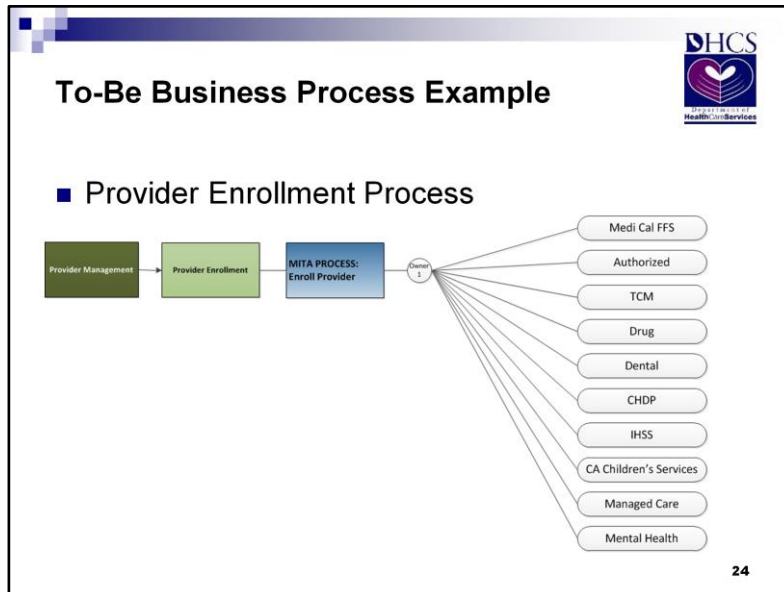 DHCS
Department of
HealthCareServices
To-Be Business Process Example
Provider Enrollment Process
Provider Management
Provider Enrollment
MITA PROCESS:
Enroll Provider
Owner
1
Medi Cal FFS
Authorized
TCM
Drug
Dental
CHDP
IHSS
CA Children's Services
Managed Care
Mental Health
24